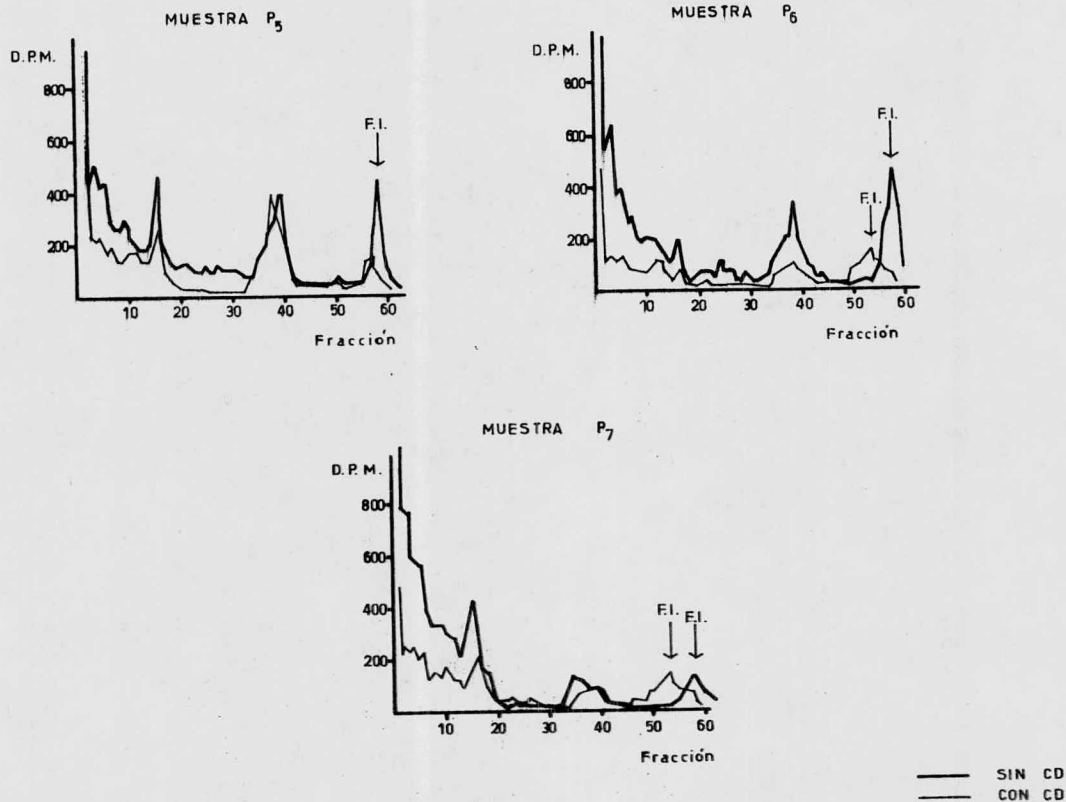 MUESTRA P5
D.P.M.
800
600
400
200
F.I.
10 20 30 40 50 60
Fracción
MUESTRA P6
D.P.M.
800
600
400
200
F.I.
F.I.
10 20 30 40 50 60
Fracción
MUESTRA P7
D.P.M.
800
600
400
200
F.I. F.I.
10 20 30 40 50 60
Fracción
SIN CD
CON CD